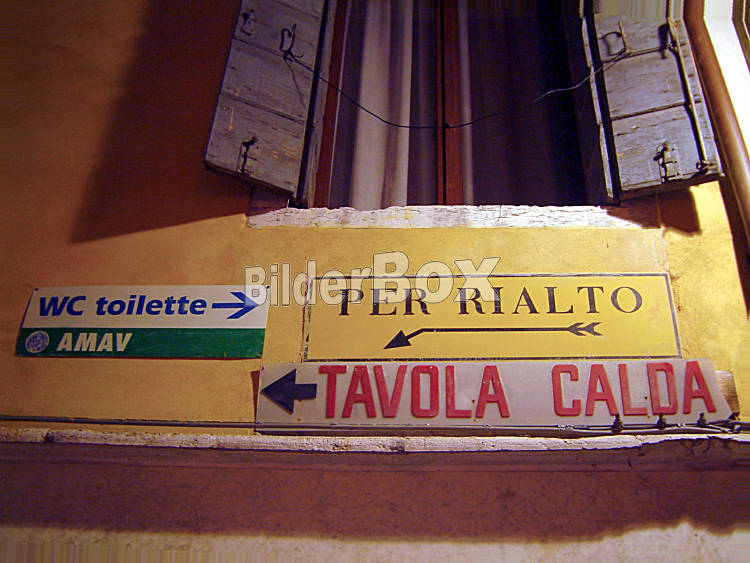 BilderBOX
WC toilette
AMAV
PER RIALTO
TAVOLA CALDA